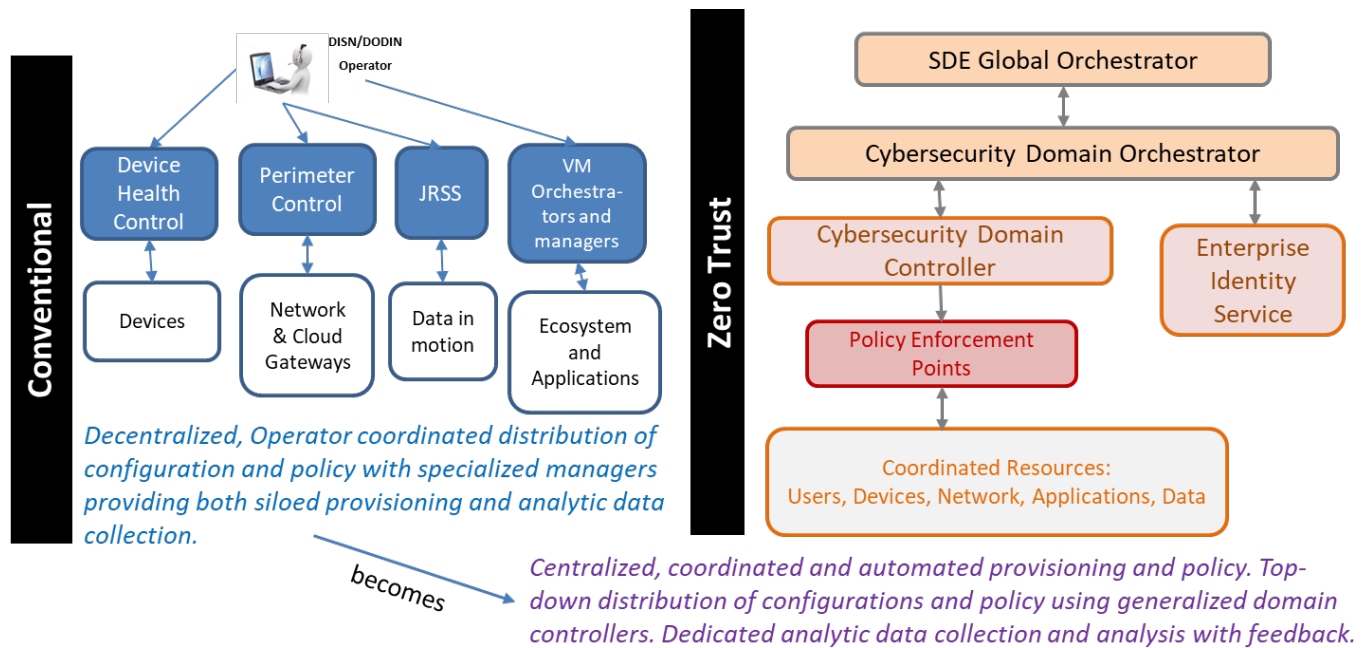 Conventional
DISN/DODIN
Operator
Device
Health
Control
Perimeter
Control
JRSS
VM
Orchestra-
tors and
managers
Devices
Network
& Cloud
Gateways
Data in
motion
Ecosystem
and
Applications
Decentralized, Operator coordinated distribution of
configuration and policy with specialized managers
providing both siloed provisioning and analytic data
collection.
becomes
Zero Trust
SDE Global Orchestrator
Cybersecurity Domain Orchestrator
Cybersecurity Domain
Controller
Enterprise
Identity
Service
Policy Enforcement
Points
Coordinated Resources:
Users, Devices, Network, Applications, Data
Centralized, coordinated and automated provisioning and policy. Top-
down distribution of configurations and policy using generalized domain
controllers. Dedicated analytic data collection and analysis with feedback.